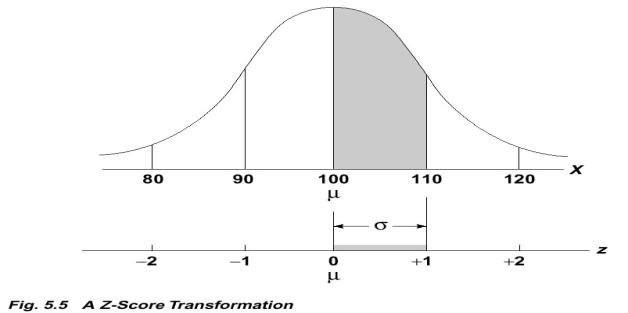 80 90 100 110 120 X
μ
σ
–2 –1 0 +1 +2 z
μ
Fig. 5.5 A Z-Score Transformation